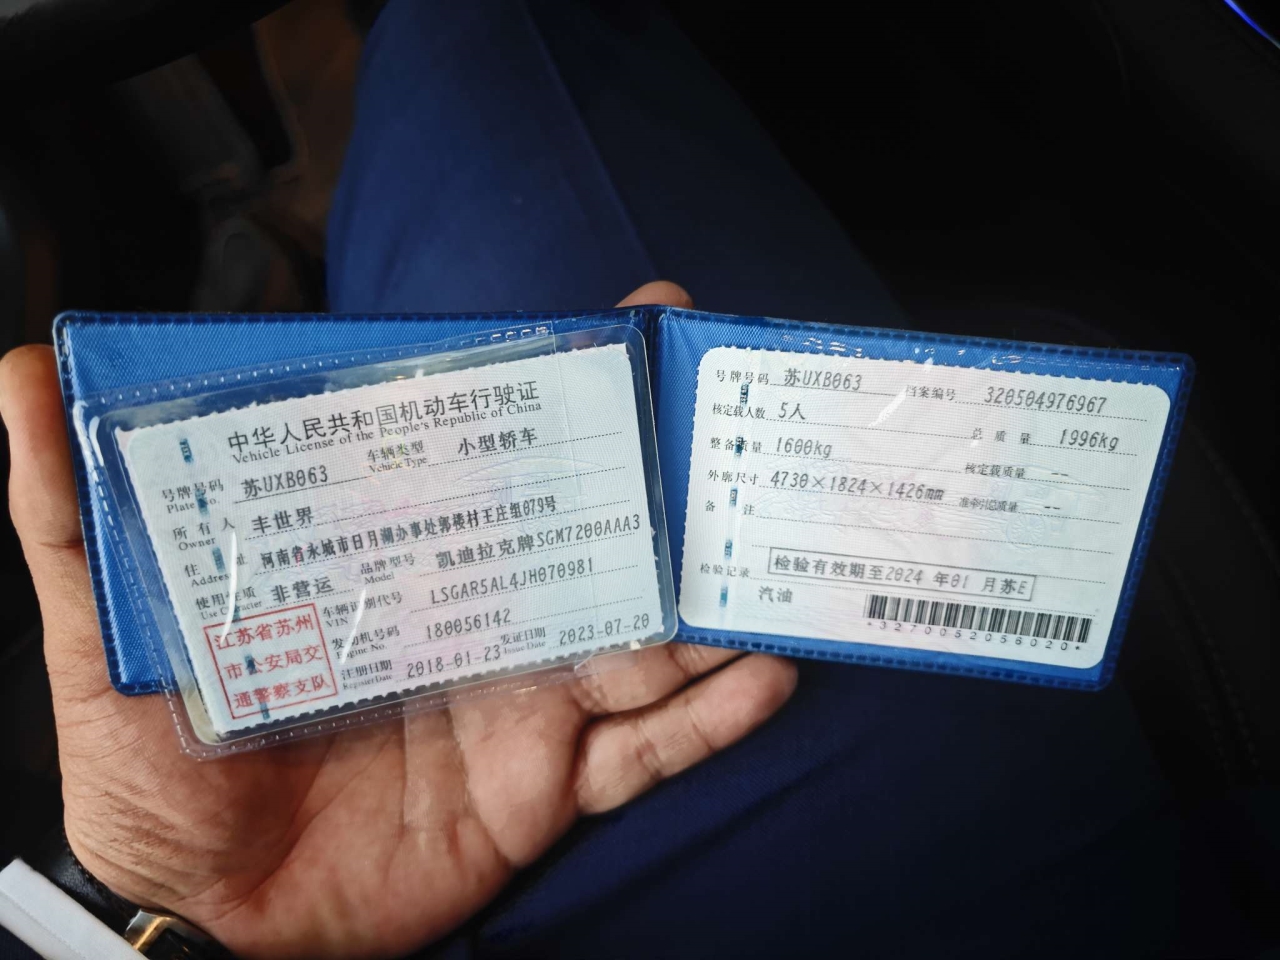 中华人民共和国机动车行驶证
Vehicle License of the People's Republic of China
号牌号码 苏UXB063 车辆类型 小型轿车
Plate No. Vehicle Type
所有人 丰世界
Owner
住址 河南省永城市日月湖办事处郭楼村王庄组079号
Address
使用性质 非营运 品牌型号 凯迪拉克牌SGM7200AAA3
Use Character Model
车辆识别代号 LSGAR5AL4JH070981
VIN
发动机号码 180056142
Engine No.
注册日期 2018-01-23 发证日期 2023-07-20
Register Date Issue Date
江苏省苏州
市公安局交
通警察支队
号牌号码 苏UXB063 档案编号 320504976967
核定载人数 5人 总质量 1996kg
整备质量 1600kg 核定载质量 --
外廓尺寸 4730×1824×1426mm 准牵引总质量 --
备注
检验记录 检验有效期至2024年01月苏E
汽油
*3270052056020*